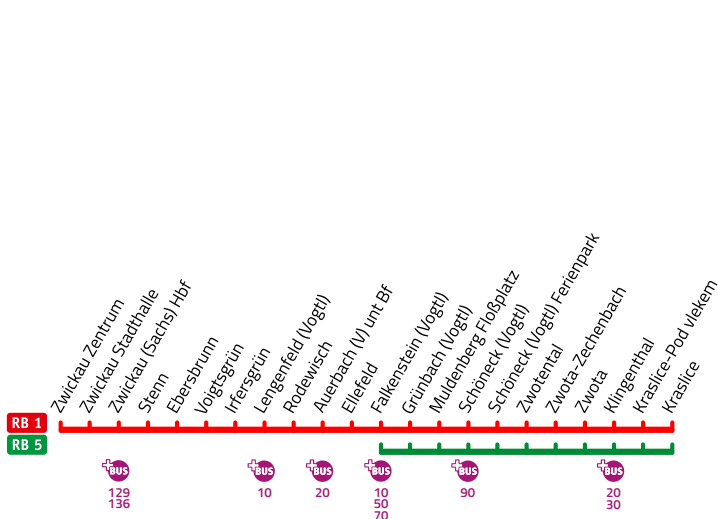 Zwickau Zentrum
Zwickau Stadthalle
Zwickau (Sachs) Hbf
Stenn
Ebersbrunn
Voigtsgrün
Irfersgrün
Lengenfeld (Vogtl)
Rodewisch
Auerbach (V) unt Bf
Ellefeld
Falkenstein (Vogtl)
Grünbach (Vogtl)
Muldenberg Floßplatz
Schöneck (Vogtl)
Schöneck (Vogtl) Ferienpark
Zwotental
Zwota-Zechenbach
Zwota
Klingenthal
Kraslice-Pod vlekem
Kraslice
RB 1
RB 5
+BUS
129
136
+BUS
10
+BUS
20
+BUS
10
50
70
+BUS
90
+BUS
20
30